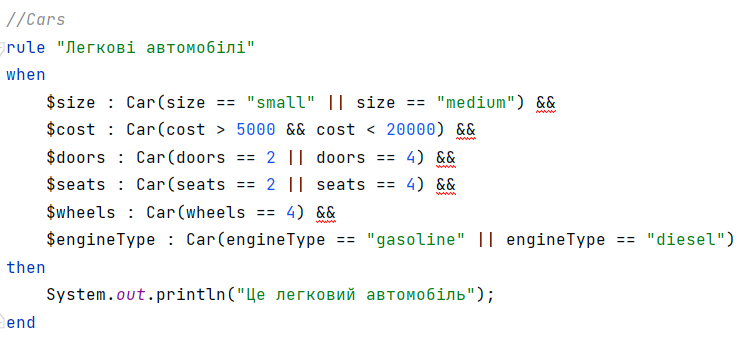 //Cars
rule "Легкові автомобілі"
when
    $size : Car(size == "small" || size == "medium") &&
    $cost : Car(cost > 5000 && cost < 20000) &&
    $doors : Car(doors == 2 || doors == 4) &&
    $seats : Car(seats == 2 || seats == 4) &&
    $wheels : Car(wheels == 4) &&
    $engineType : Car(engineType == "gasoline" || engineType == "diesel")
then
    System.out.println("Це легковий автомобіль");
end